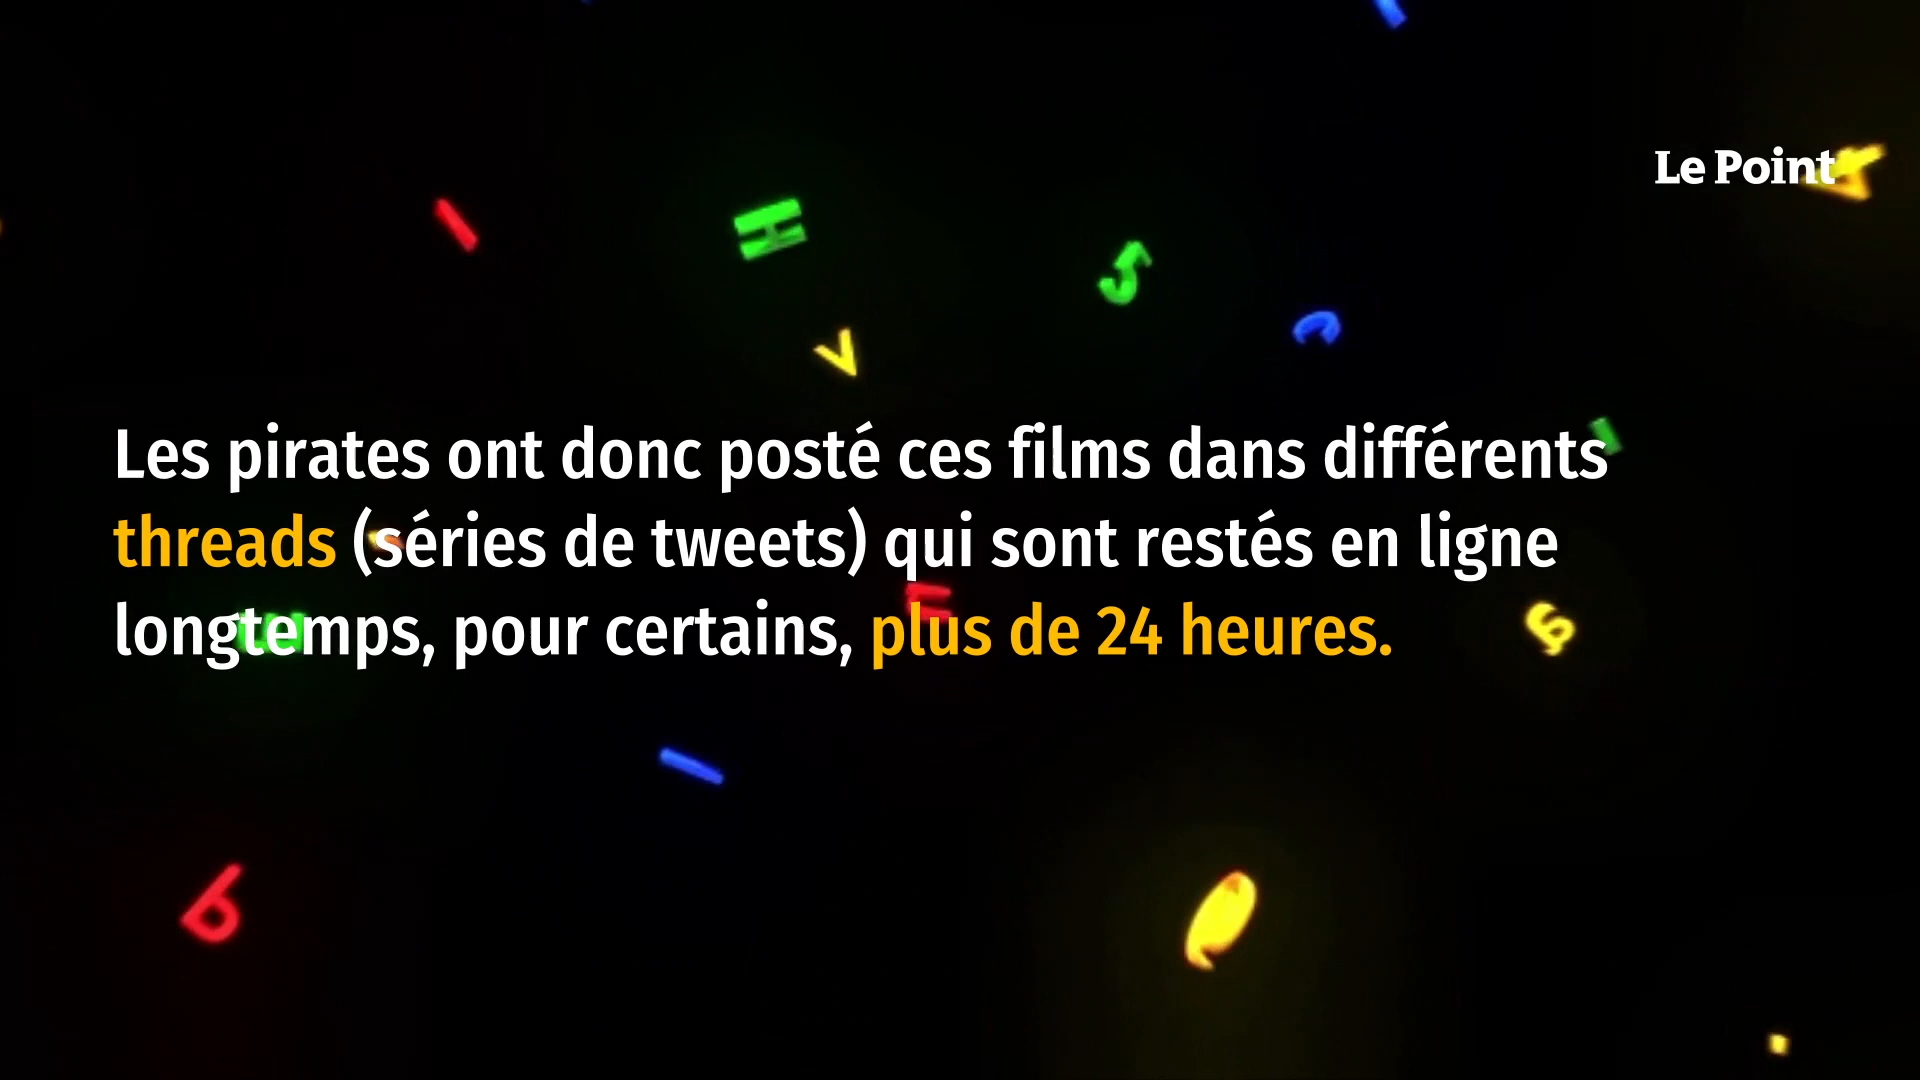 Le Point
Les pirates ont donc posté ces films dans différents
threads (séries de tweets) qui sont restés en ligne
longtemps, pour certains, plus de 24 heures.